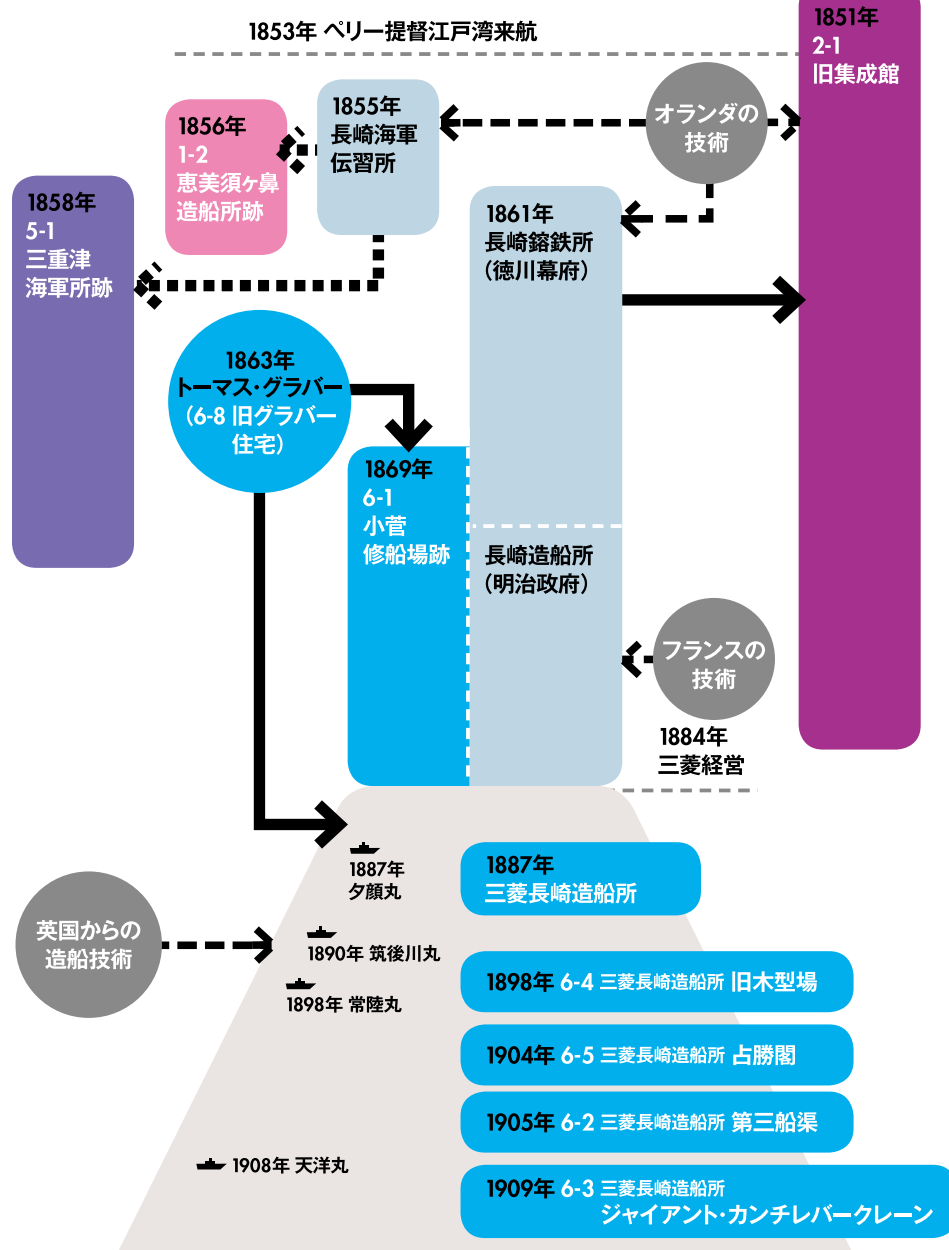 1853年 ペリー提督江戸湾来航
1851年
2-1
旧集成館
オランダの
技術
1855年
長崎海軍
伝習所
1856年
1-2
恵美須ヶ鼻
造船所跡
1858年
5-1
三重津
海軍所跡
1861年
長崎鎔鉄所
（徳川幕府）
1863年
トーマス・グラバー
（6-8 旧グラバー
住宅）
1869年
6-1
小菅
修船場跡
長崎造船所
（明治政府）
フランスの
技術
1884年
三菱経営
1887年
夕顔丸
1887年
三菱長崎造船所
英国からの
造船技術
1890年 筑後川丸
1898年 常陸丸
1898年 6-4 三菱長崎造船所 旧木型場
1904年 6-5 三菱長崎造船所 占勝閣
1905年 6-2 三菱長崎造船所 第三船渠
1908年 天洋丸
1909年 6-3 三菱長崎造船所
ジャイアント・カンチレバークレーン